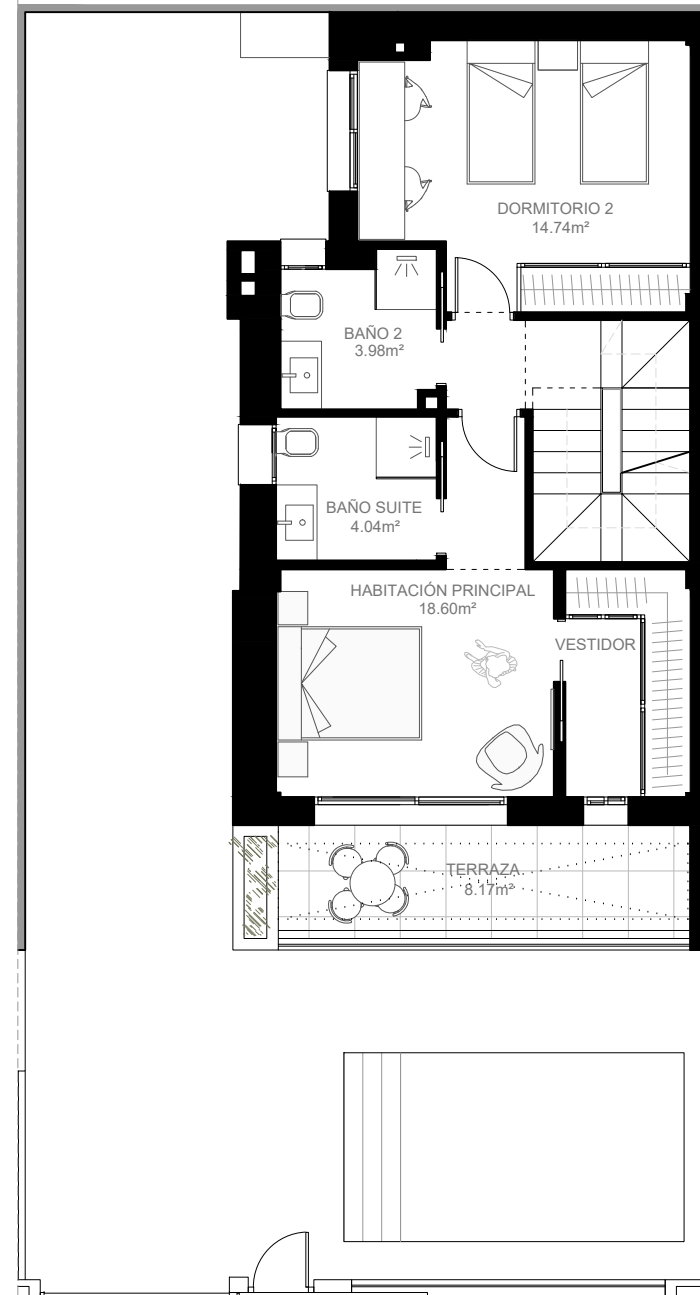 DORMITORIO 2
14.74m²
BAÑO 2
3.98m²
BAÑO SUITE
4.04m²
HABITACIÓN PRINCIPAL
18.60m²
VESTIDOR
TERRAZA
8.17m²